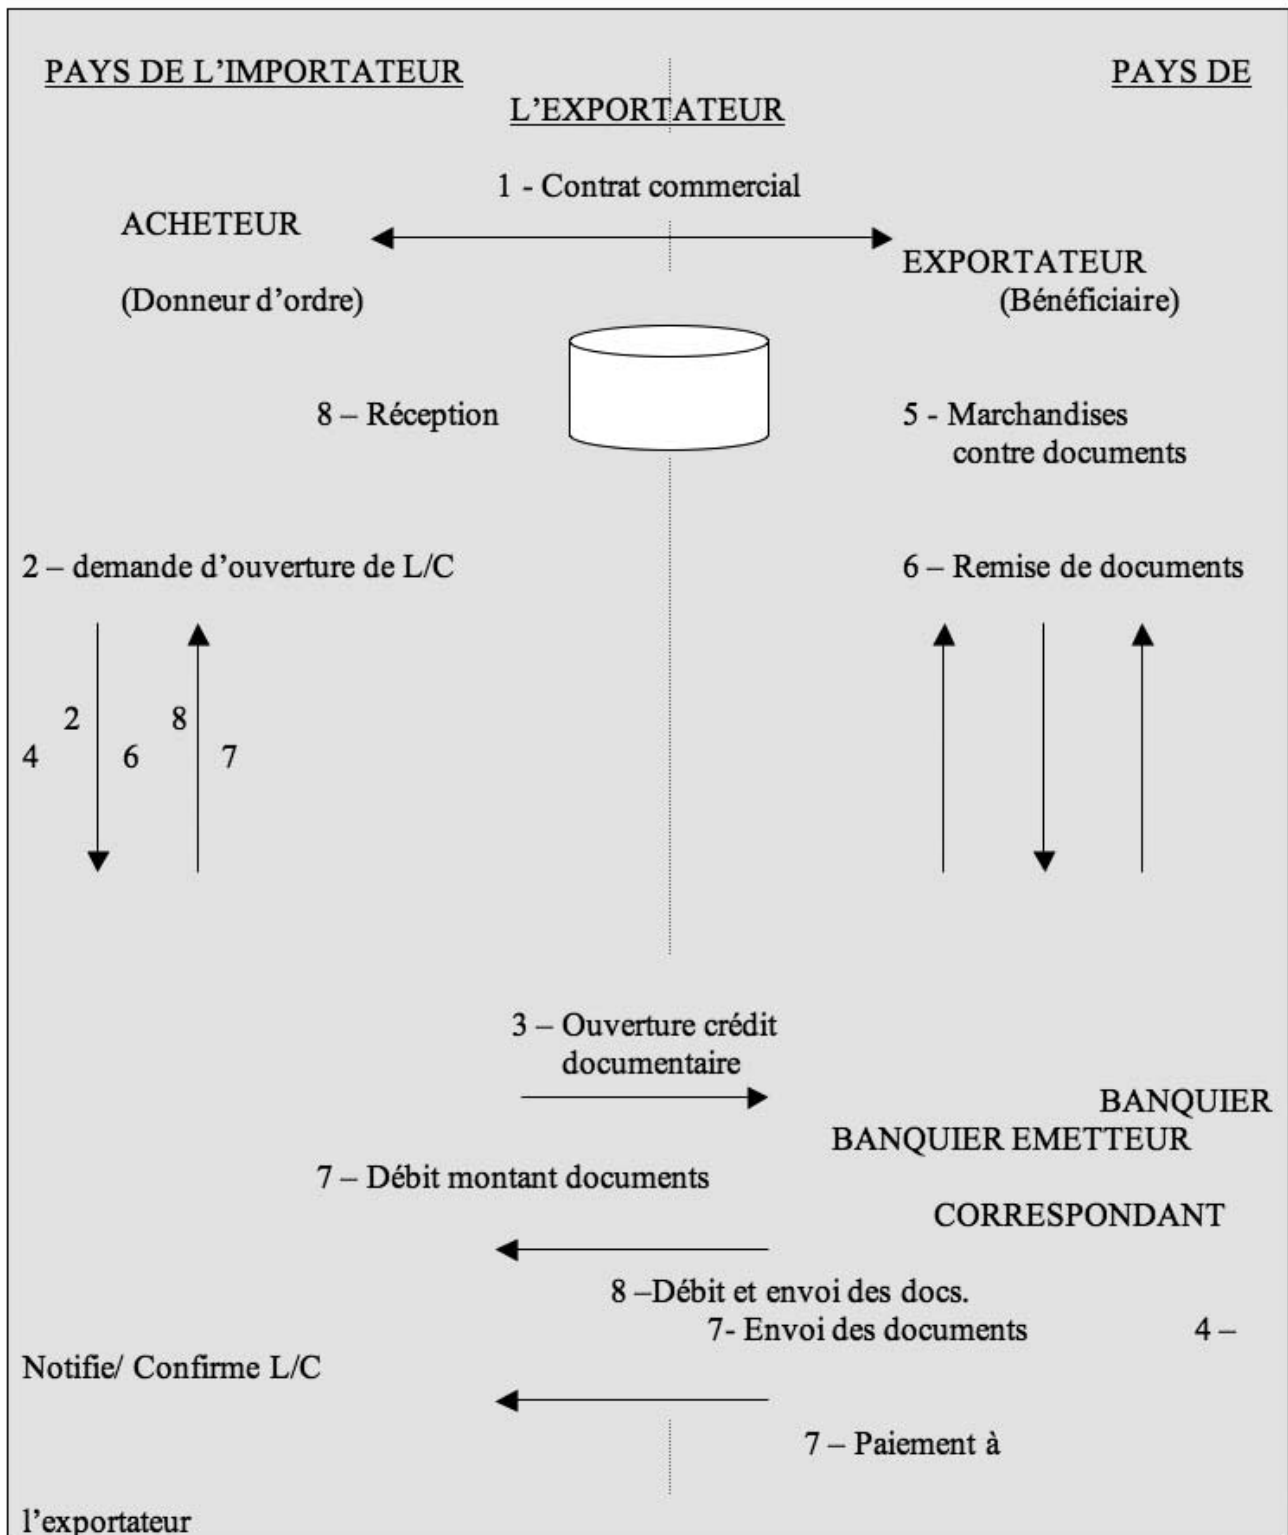 PAYS DE L’IMPORTATEUR PAYS DE
L’EXPORTATEUR
1 - Contrat commercial
ACHETEUR
EXPORTATEUR
(Donneur d’ordre) (Bénéficiaire)
8 – Réception 5 - Marchandises
contre documents
2 – demande d’ouverture de L/C 6 – Remise de documents
2 8
4 6 7
3 – Ouverture crédit
documentaire
BANQUIER
BANQUIER EMETTEUR
7 – Débit montant documents
CORRESPONDANT
8 –Débit et envoi des docs.
7- Envoi des documents 4 –
Notifie/ Confirme L/C
7 – Paiement à
l’exportateur